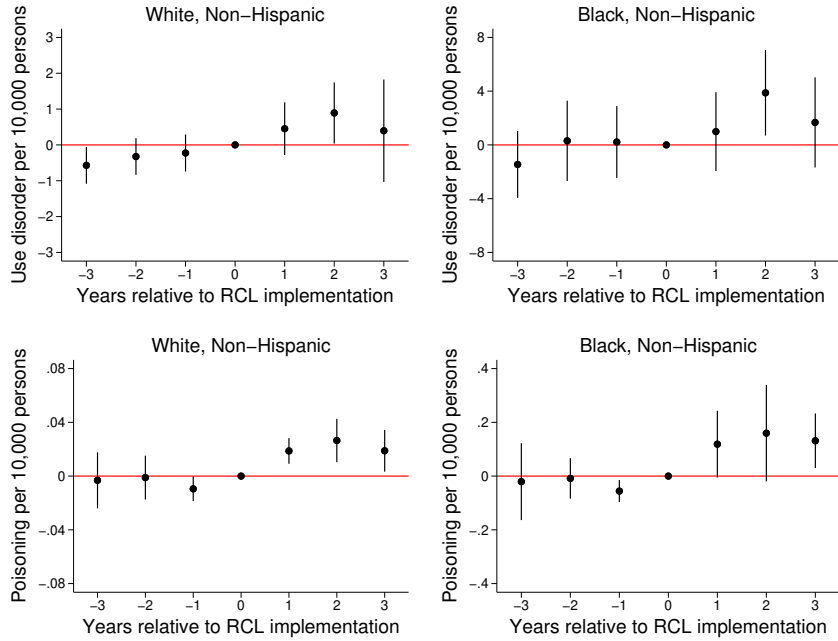 White, Non−Hispanic
Use disorder per 10,000 persons
3
2
1
0
−1
−2
−3
−3 −2 −1 0 1 2 3
Years relative to RCL implementation
Black, Non−Hispanic
Use disorder per 10,000 persons
8
4
0
−4
−8
−3 −2 −1 0 1 2 3
Years relative to RCL implementation
White, Non−Hispanic
Poisoning per 10,000 persons
.08
.04
0
−.04
−.08
−3 −2 −1 0 1 2 3
Years relative to RCL implementation
Black, Non−Hispanic
Poisoning per 10,000 persons
.4
.2
0
−.2
−.4
−3 −2 −1 0 1 2 3
Years relative to RCL implementation